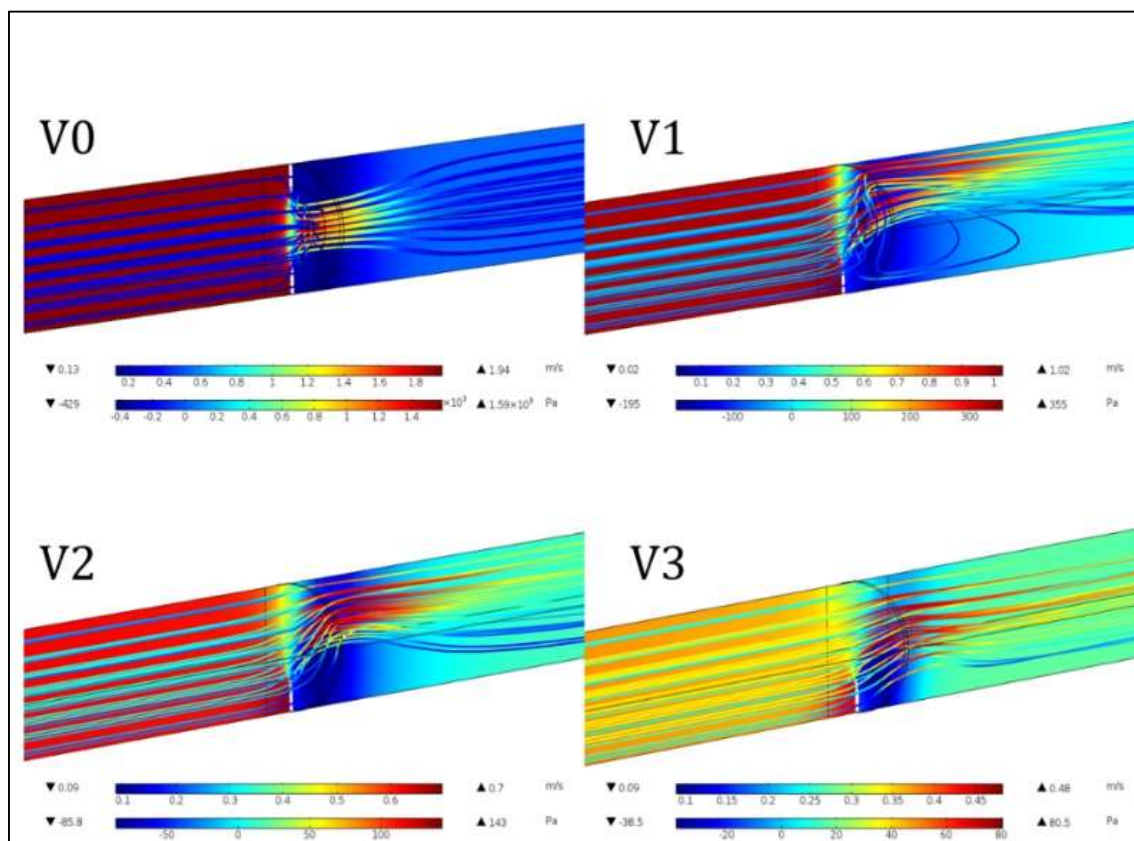 V0
V1
▼ 0.13 ▲ 1.94 m/s
0.2 0.4 0.6 0.8 1 1.2 1.4 1.6 1.8
▼ -429 ×10³ ▲ 1.59×10³ Pa
-0.4 -0.2 0 0.2 0.4 0.6 0.8 1 1.2 1.4
▼ 0.02 ▲ 1.02 m/s
0.1 0.2 0.3 0.4 0.5 0.6 0.7 0.8 0.9 1
▼ -195 ▲ 355 Pa
-100 0 100 200 300
V2
V3
▼ 0.09 ▲ 0.7 m/s
0.1 0.2 0.3 0.4 0.5 0.6
▼ -85.8 ▲ 143 Pa
-50 0 50 100
▼ 0.09 ▲ 0.48 m/s
0.1 0.15 0.2 0.25 0.3 0.35 0.4 0.45
▼ -38.5 ▲ 80.5 Pa
-20 0 20 40 60 80